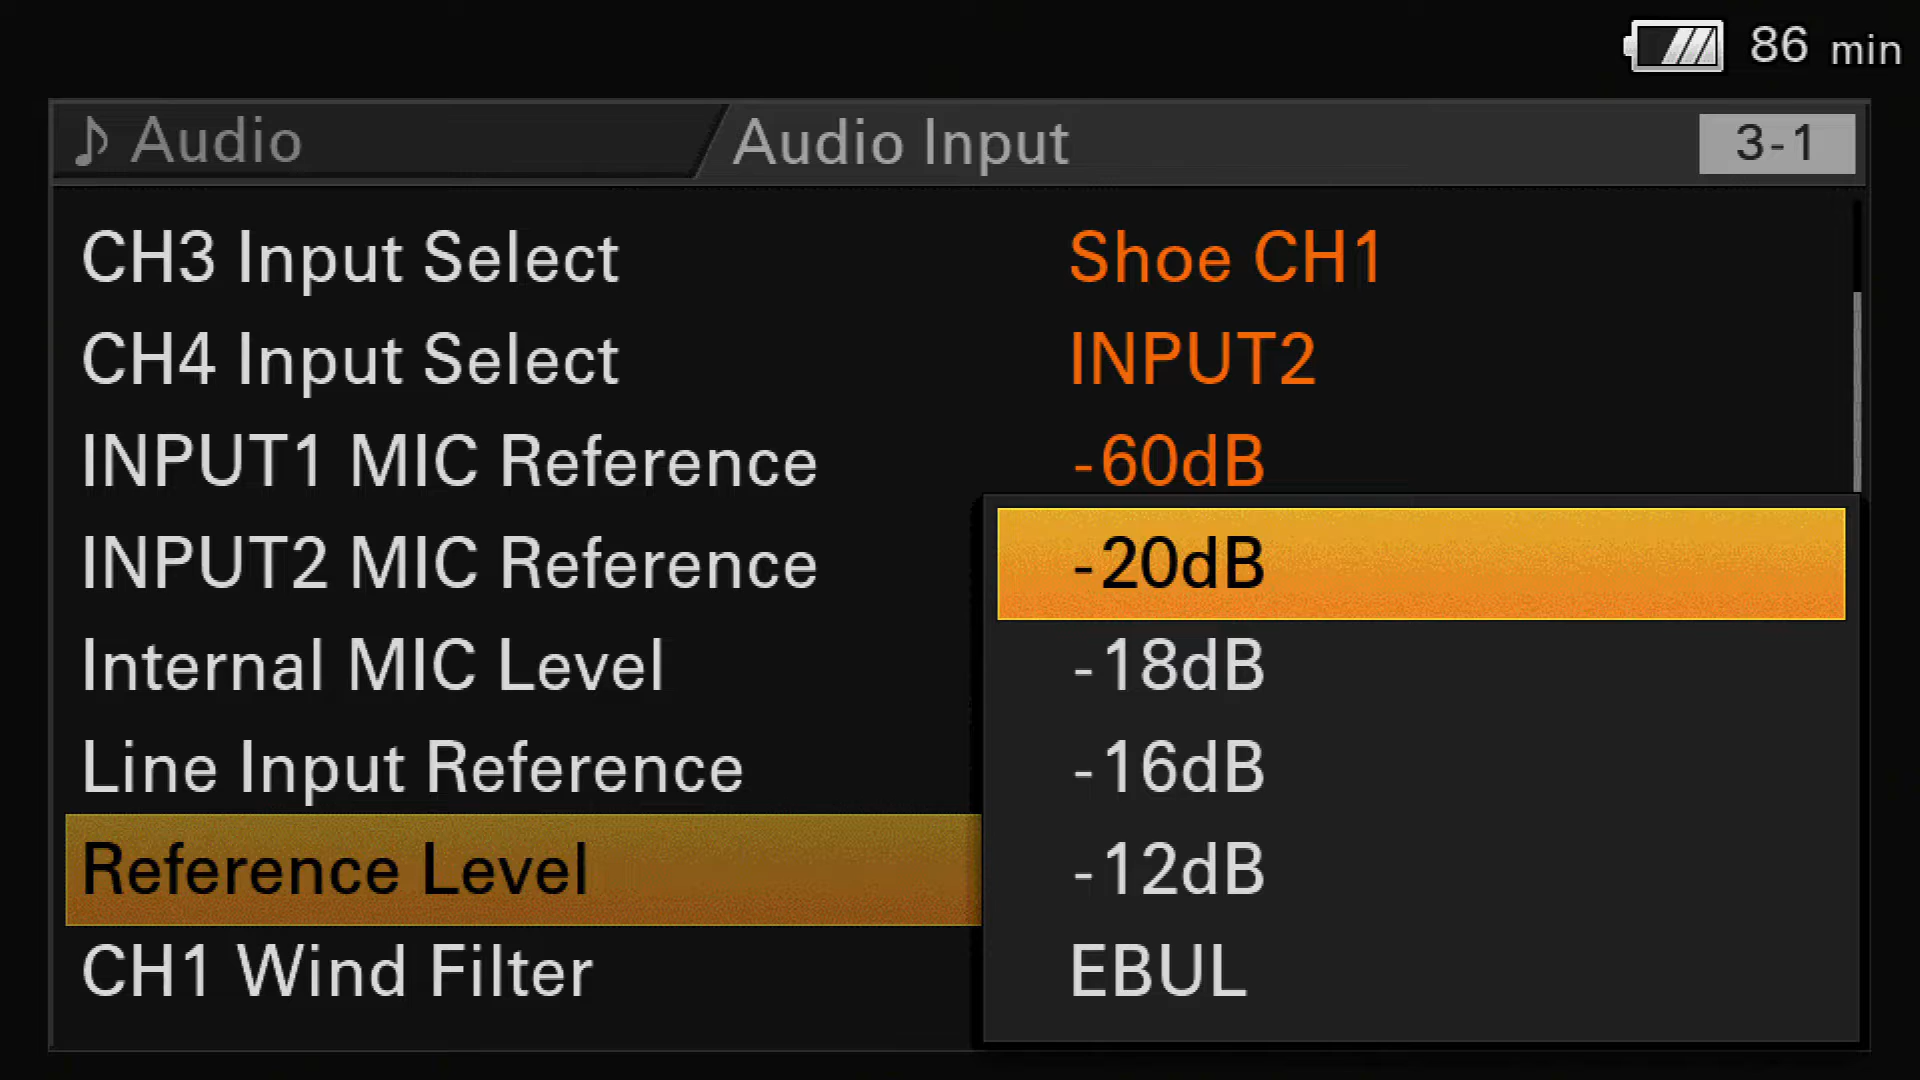 86 min
Audio
Audio Input
3-1
CH3 Input Select Shoe CH1
CH4 Input Select INPUT2
INPUT1 MIC Reference -60dB
INPUT2 MIC Reference -20dB
Internal MIC Level -18dB
Line Input Reference -16dB
Reference Level -12dB
CH1 Wind Filter EBUL